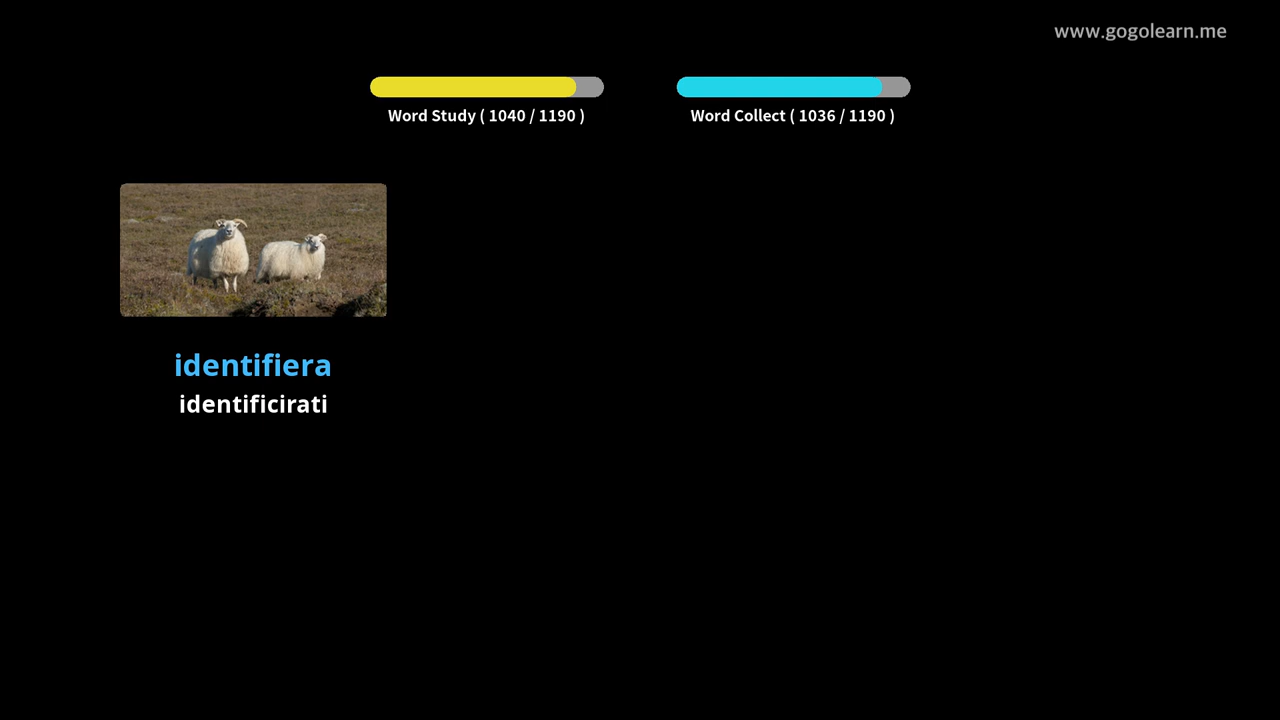 www.gogolearn.me
Word Study ( 1040 / 1190 )
Word Collect ( 1036 / 1190 )
identifiera
identificirati